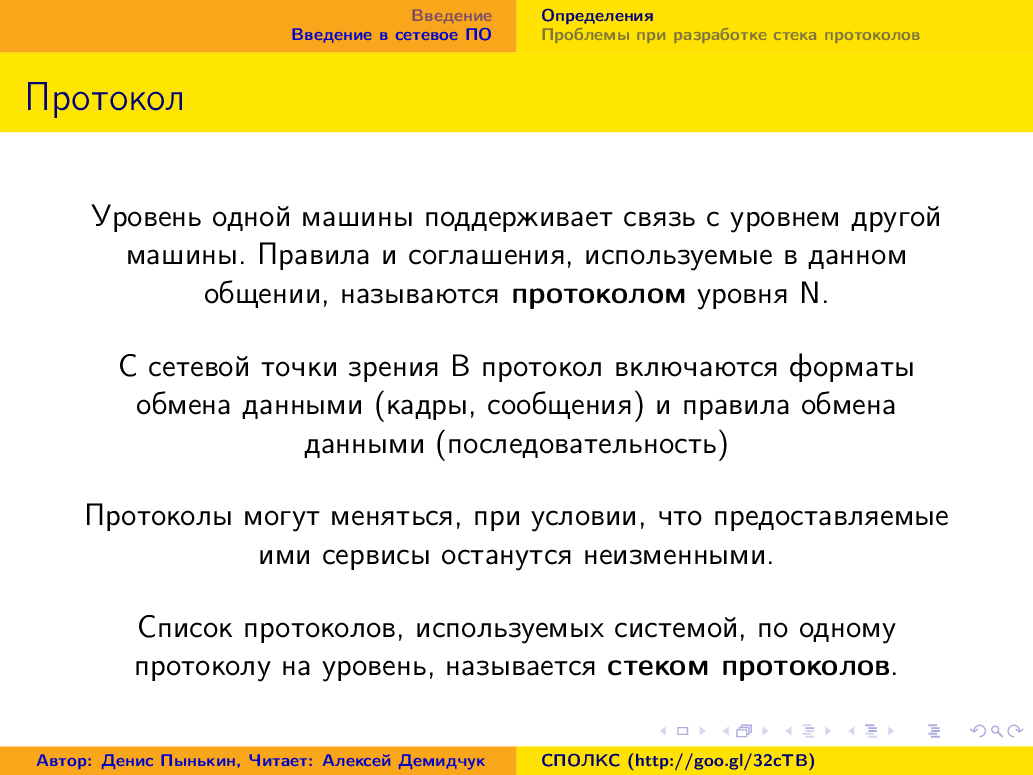 Введение
Введение в сетевое ПО
Определения
Проблемы при разработке стека протоколов
Протокол
Уровень одной машины поддерживает связь с уровнем другой
машины. Правила и соглашения, используемые в данном
общении, называются протоколом уровня N.
С сетевой точки зрения В протокол включаются форматы
обмена данными (кадры, сообщения) и правила обмена
данными (последовательность)
Протоколы могут меняться, при условии, что предоставляемые
ими сервисы останутся неизменными.
Список протоколов, используемых системой, по одному
протоколу на уровень, называется стеком протоколов.
Автор: Денис Пынькин, Читает: Алексей Демидчук
СПОЛКС (http://goo.gl/32cTB)